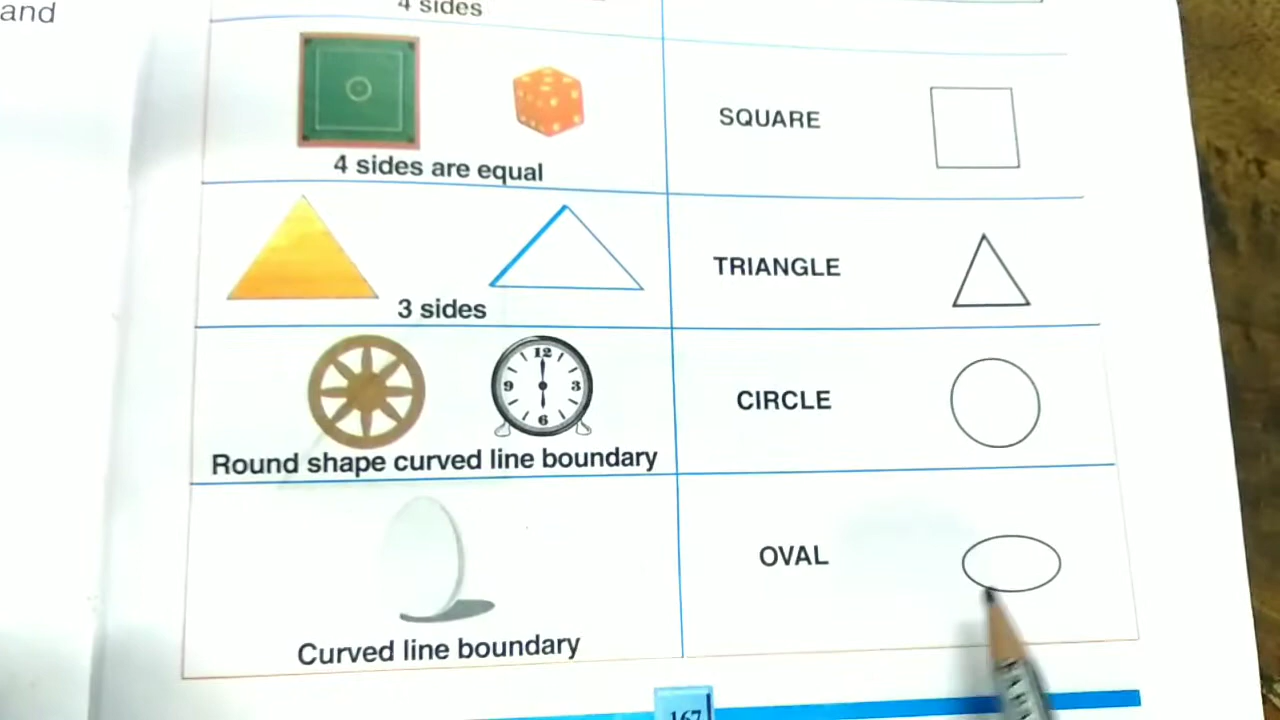 and
4 sides
4 sides are equal
SQUARE
3 sides
TRIANGLE
12
9
3
6
Round shape curved line boundary
CIRCLE
Curved line boundary
OVAL
167